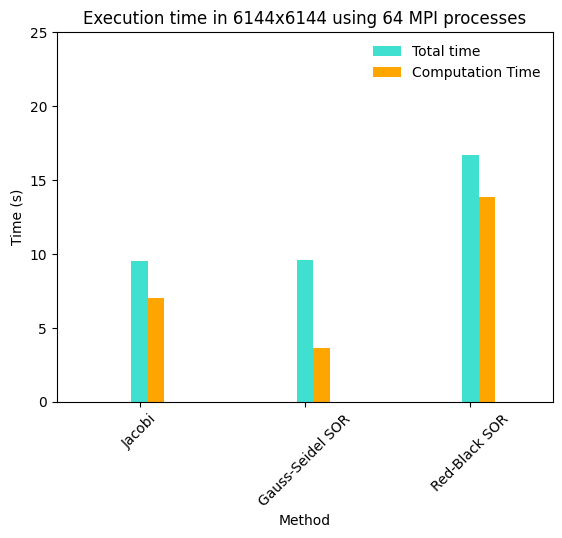 Execution time in 6144x6144 using 64 MPI processes
Total time
Computation Time
Time (s)
25
20
15
10
5
0
Jacobi
Gauss-Seidel SOR
Red-Black SOR
Method